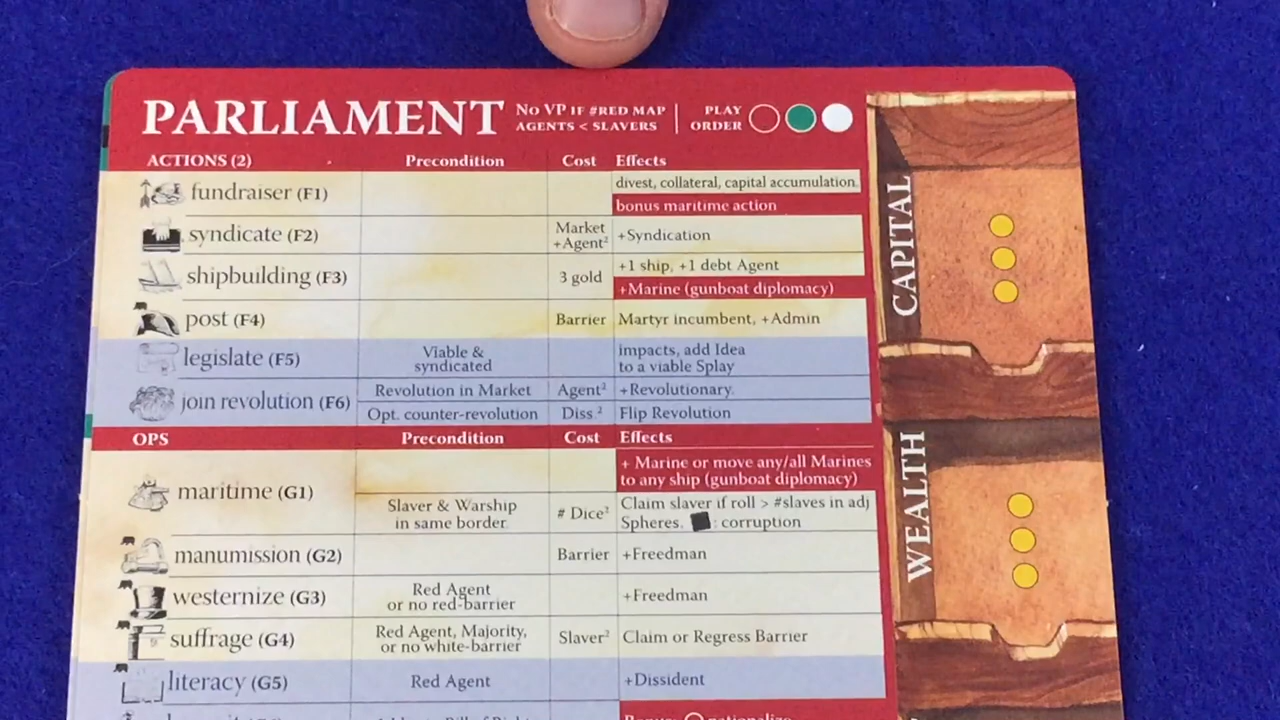 PARLIAMENT
NO VP IF #RED MAP
AGENTS < SLAVERS
PLAY
ORDER
ACTIONS (2) Precondition Cost Effects
fundraiser (F1) divest, collateral, capital accumulation
bonus maritime action
syndicate (F2) Market
+Agent² +Syndication
shipbuilding (F3) 3 gold +1 ship, +1 debt Agent
+Marine (gunboat diplomacy)
post (F4) Barrier Martyr incumbent, +Admin
legislate (F5) Viable &
syndicated impacts, add Idea
to a viable Splay
join revolution (F6) Revolution in Market Agent² +Revolutionary.
Opt. counter-revolution Diss.² Flip Revolution
OPS Precondition Cost Effects
maritime (G1) + Marine or move any/all Marines
to any ship (gunboat diplomacy)
Slaver & Warship
in same border # Dice² Claim slaver if roll > #slaves in adj
Spheres. : corruption
manumission (G2) Barrier +Freedman
westernize (G3) Red Agent
or no red-barrier +Freedman
suffrage (G4) Red Agent, Majority,
or no white-barrier Slaver² Claim or Regress Barrier
literacy (G5) Red Agent +Dissident
CAPITAL
WEALTH